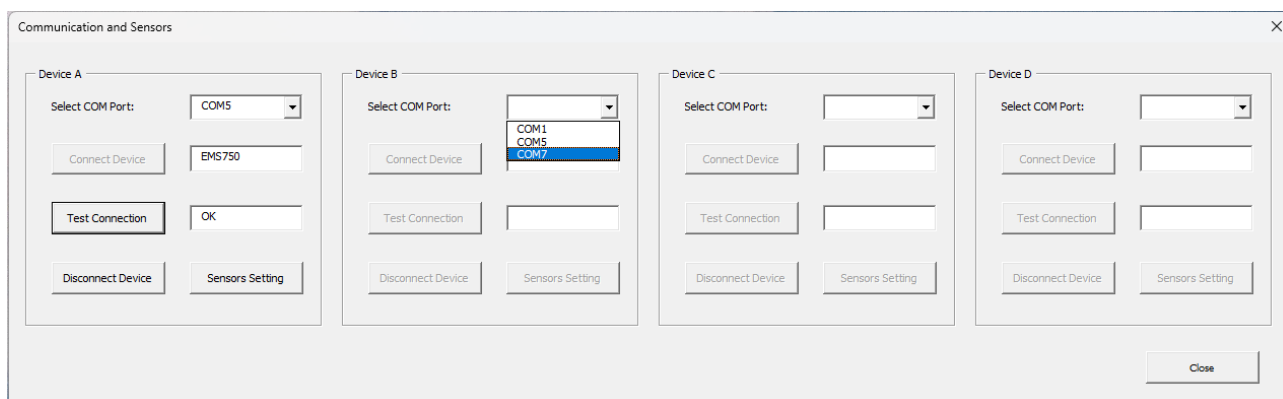 Communication and Sensors
Device A
Select COM Port:
COM5
Connect Device
EMS750
Test Connection
OK
Disconnect Device
Sensors Setting
Device B
Select COM Port:
COM1
COM5
COM7
Connect Device
Test Connection
Disconnect Device
Sensors Setting
Device C
Select COM Port:
Connect Device
Test Connection
Disconnect Device
Sensors Setting
Device D
Select COM Port:
Connect Device
Test Connection
Disconnect Device
Sensors Setting
Close